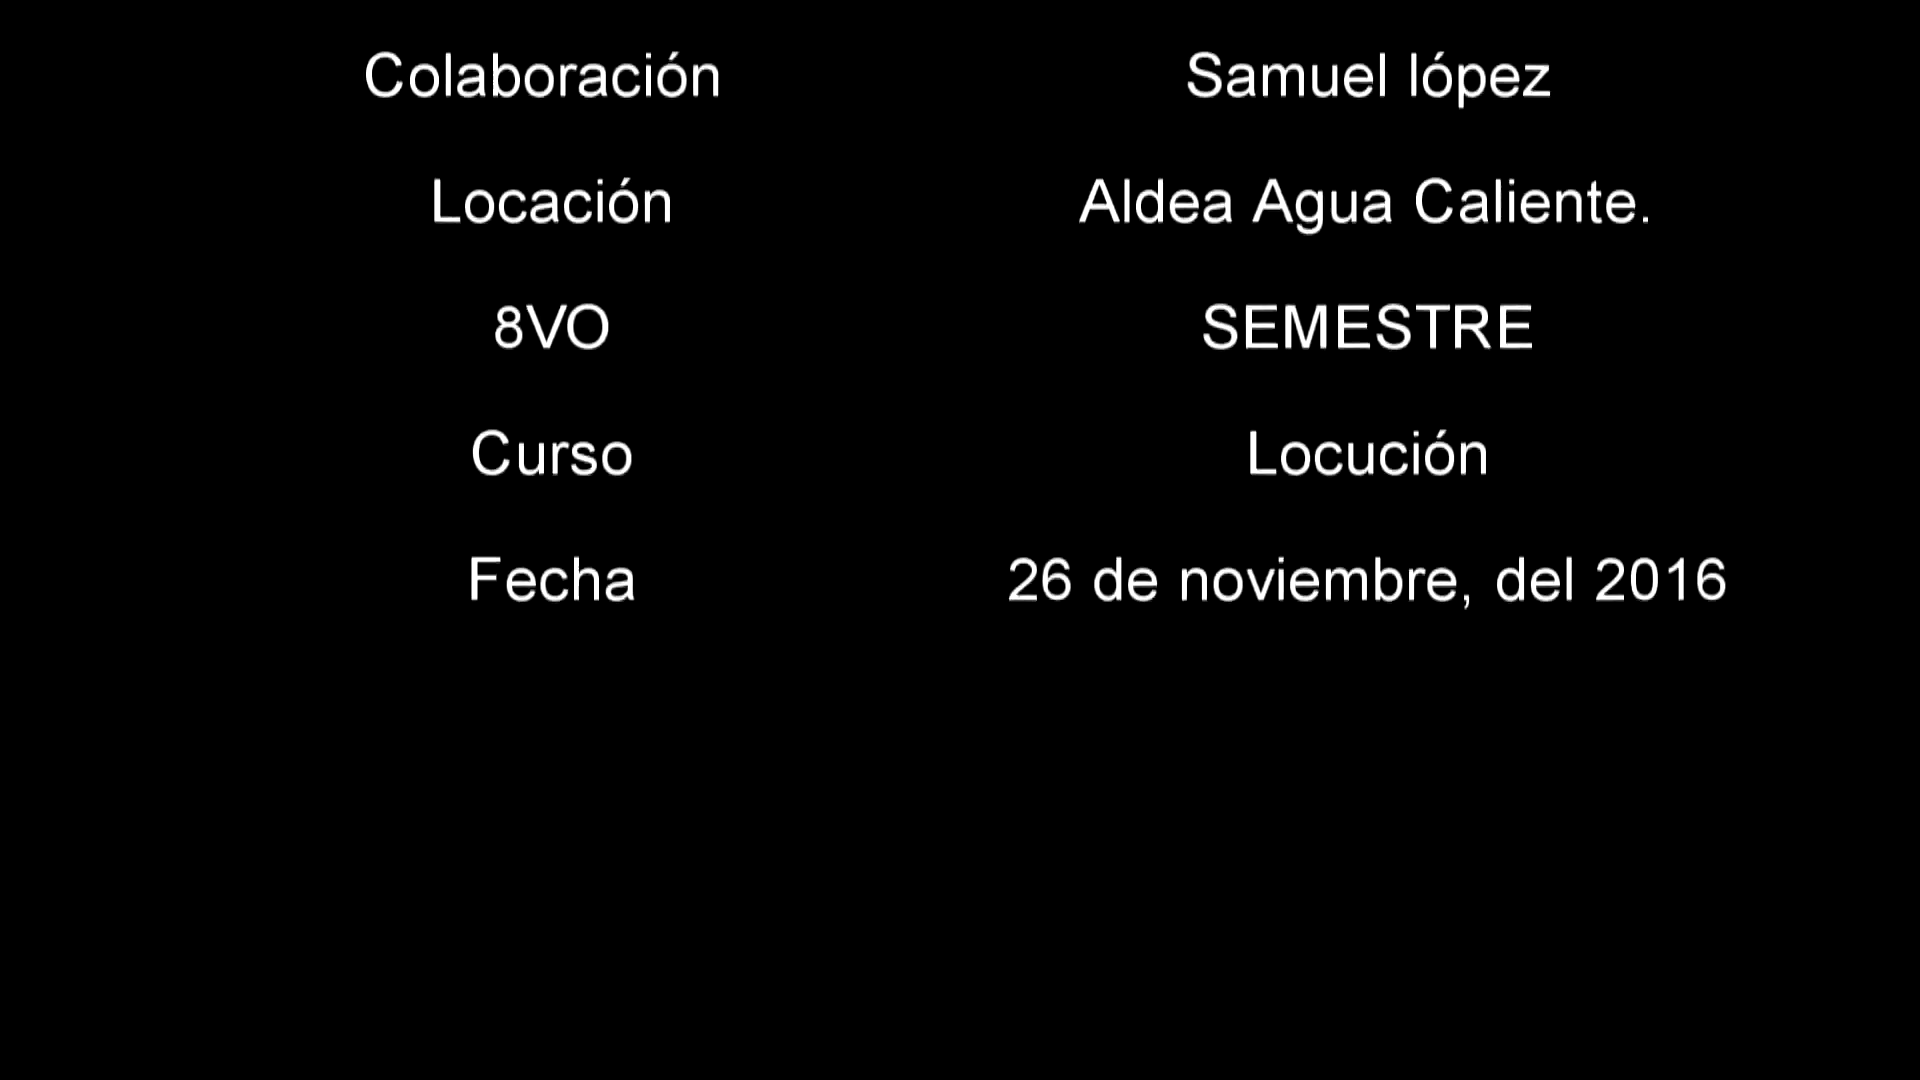 Colaboración Samuel lópez
Locación Aldea Agua Caliente.
8VO SEMESTRE
Curso Locución
Fecha 26 de noviembre, del 2016